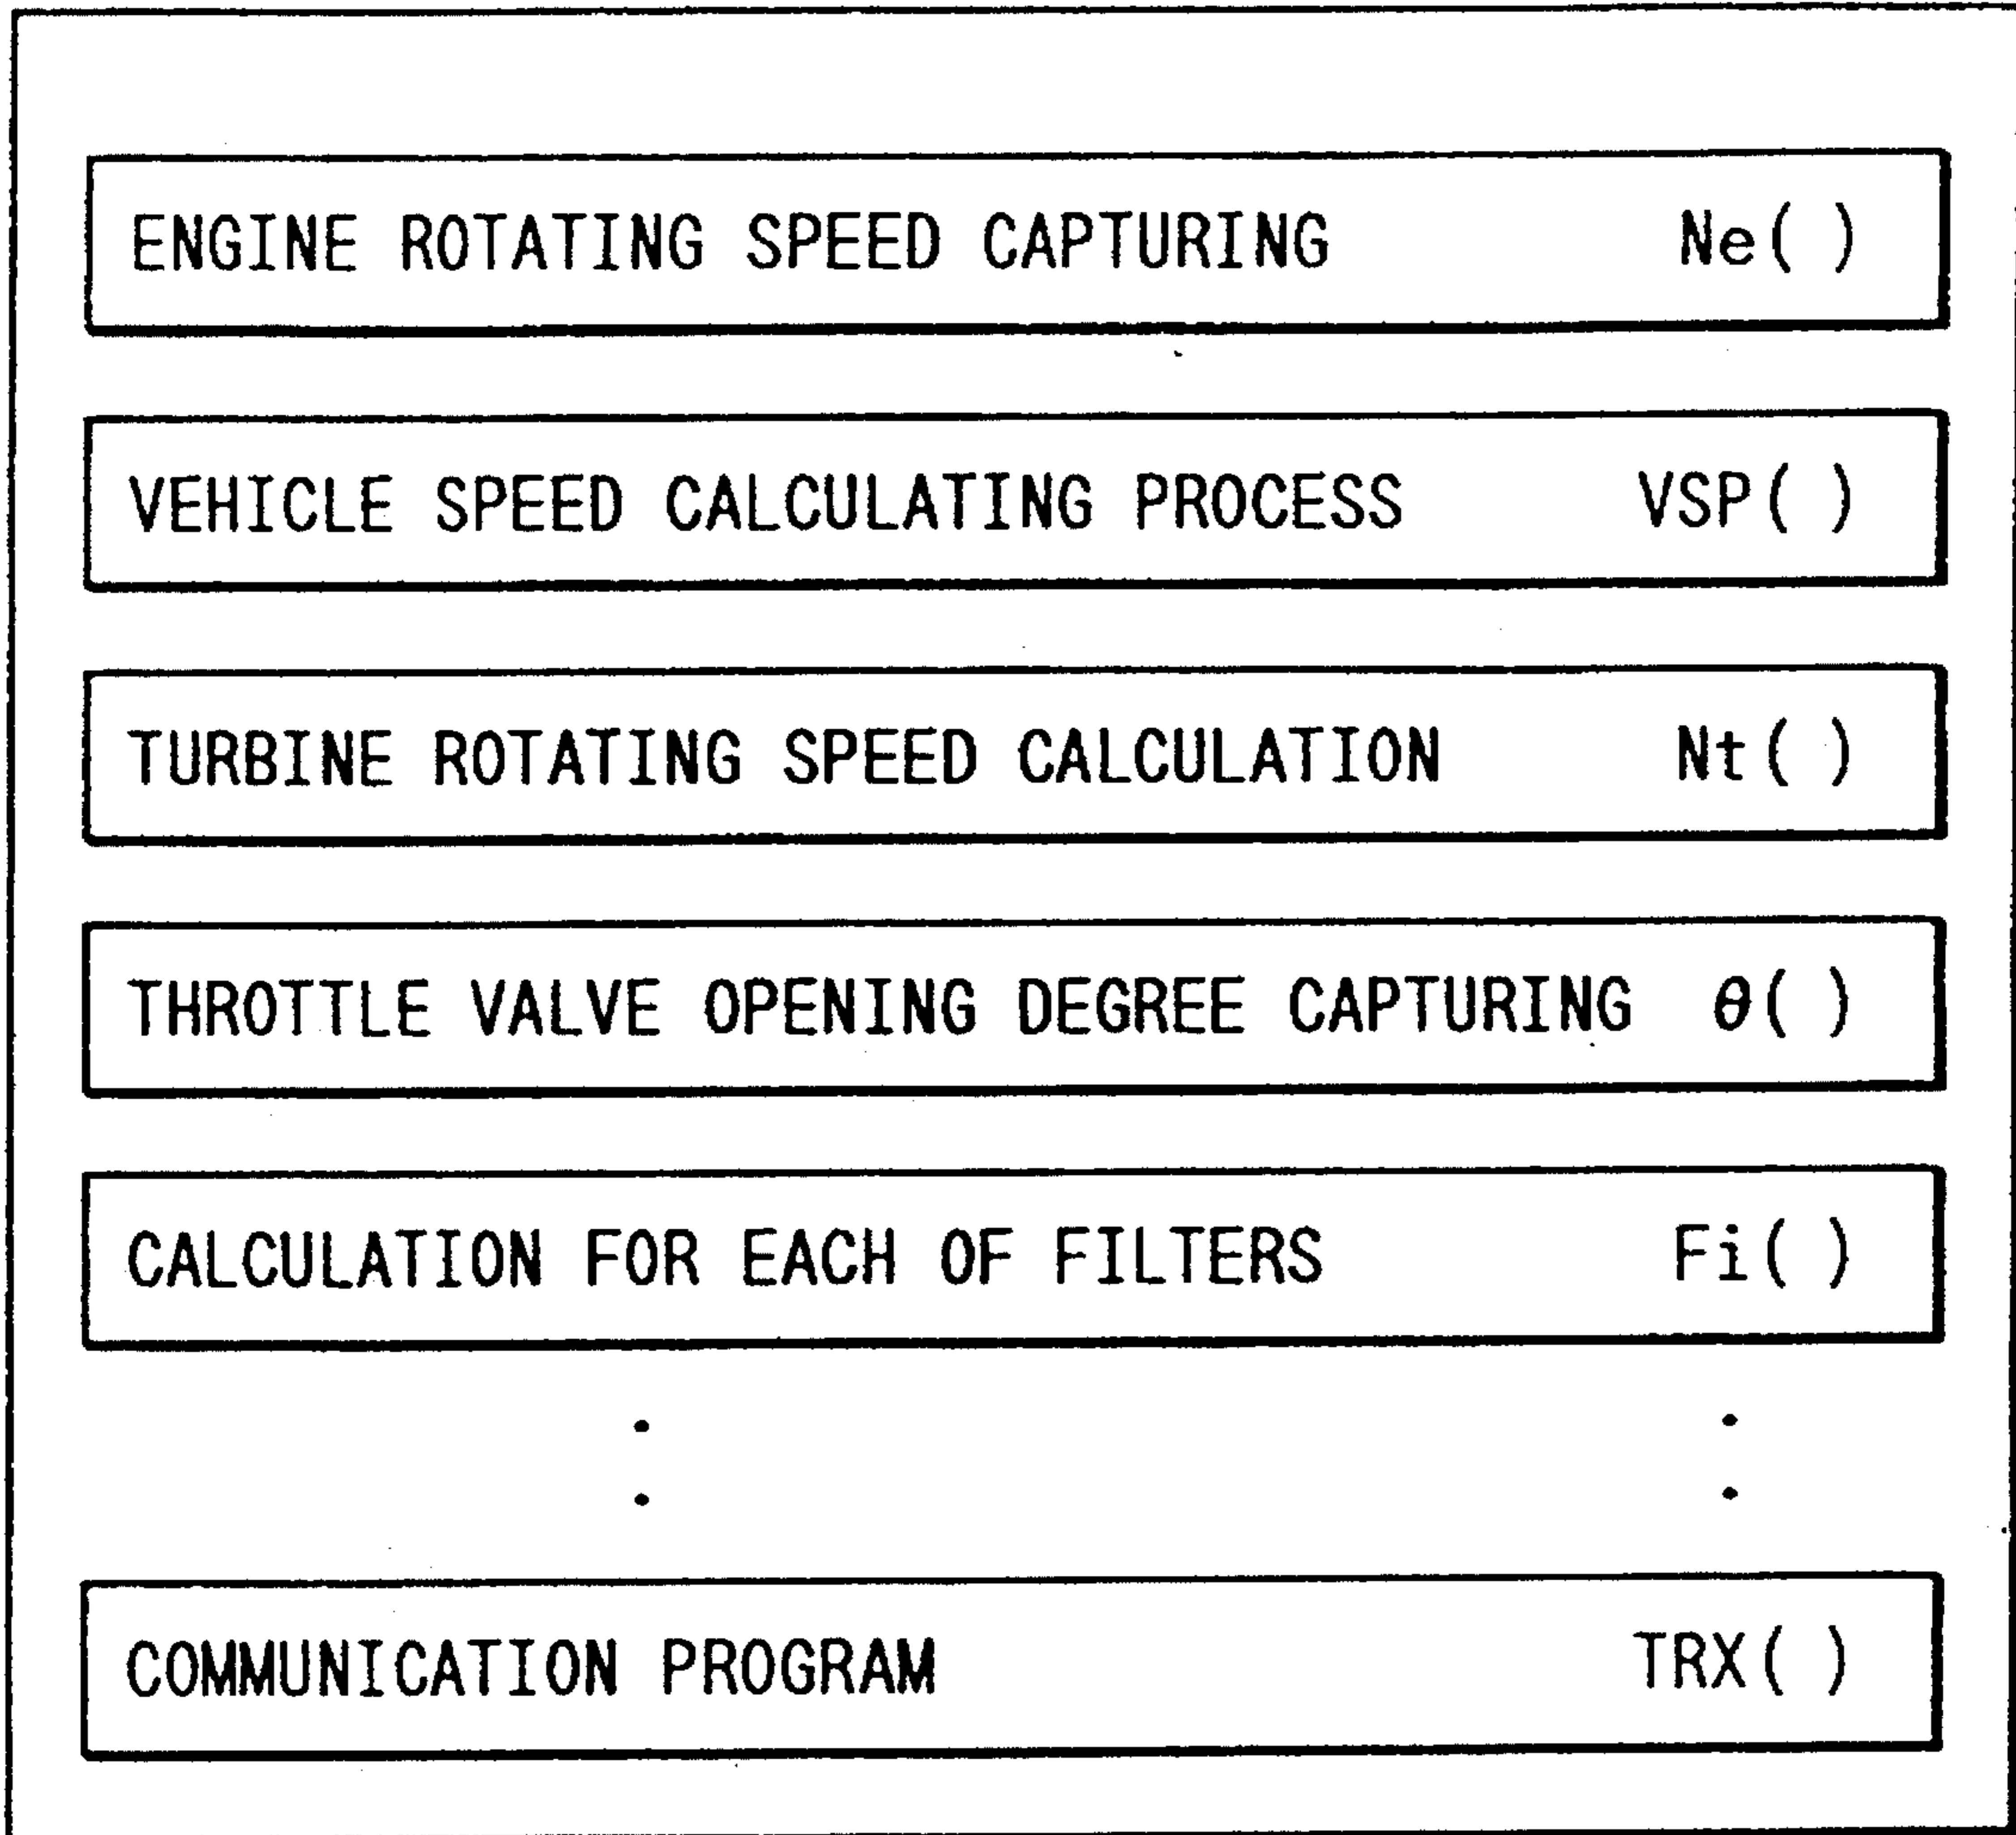 ENGINE ROTATING SPEED CAPTURING Ne( )
VEHICLE SPEED CALCULATING PROCESS VSP( )
TURBINE ROTATING SPEED CALCULATION Nt( )
THROTTLE VALVE OPENING DEGREE CAPTURING θ( )
CALCULATION FOR EACH OF FILTERS Fi( )
: :
COMMUNICATION PROGRAM TRX( )